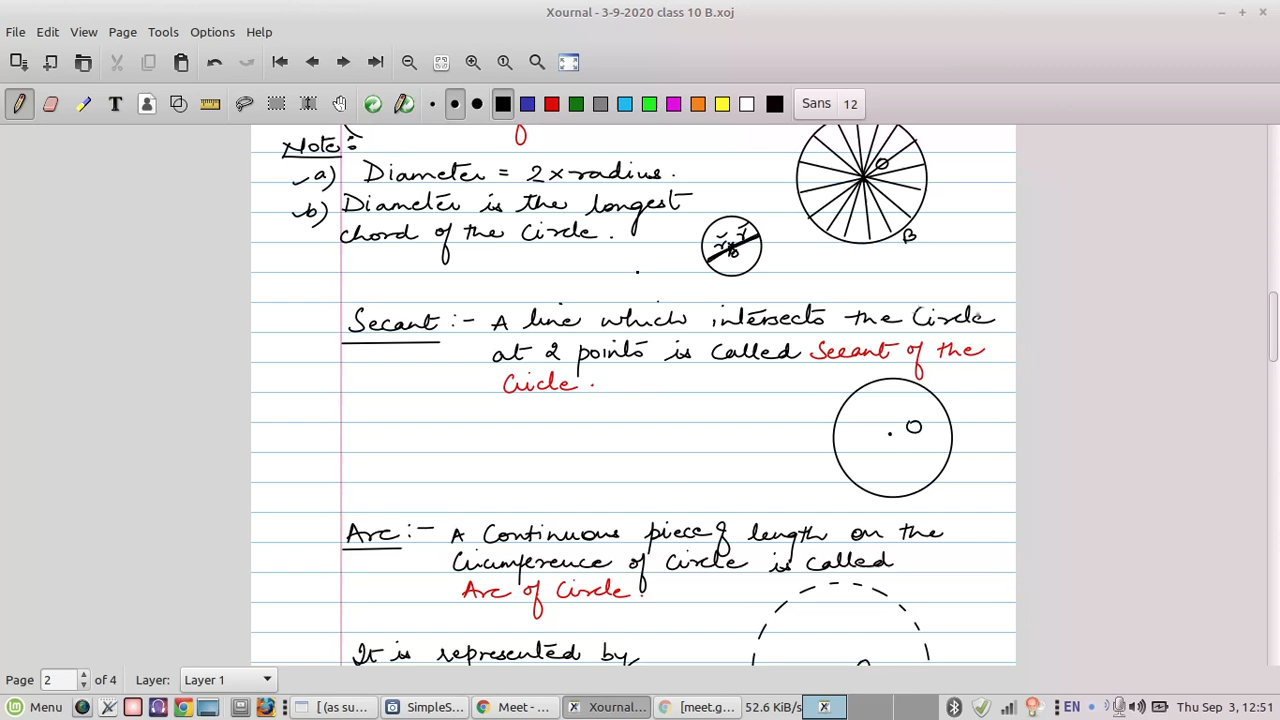 Xournal - 3-9-2020 class 10 B.xoj
File Edit View Page Tools Options Help
Sans 12
Note:
a) Diameter = 2 x radius.
b) Diameter is the longest
chord of the Circle.
r r
O
B
Secant :- A line which intersects the Circle
at 2 points is called Secant of the
Circle.
O
Arc :- A Continuous piece of length on the
Circumference of Circle is called
Arc of Circle.
It is represented by
Page 2 of 4 Layer: Layer 1
Menu [(as su... SimpleS... Meet - ... Xournal... [meet.g... 52.6 KiB/s EN Thu Sep 3, 12:51